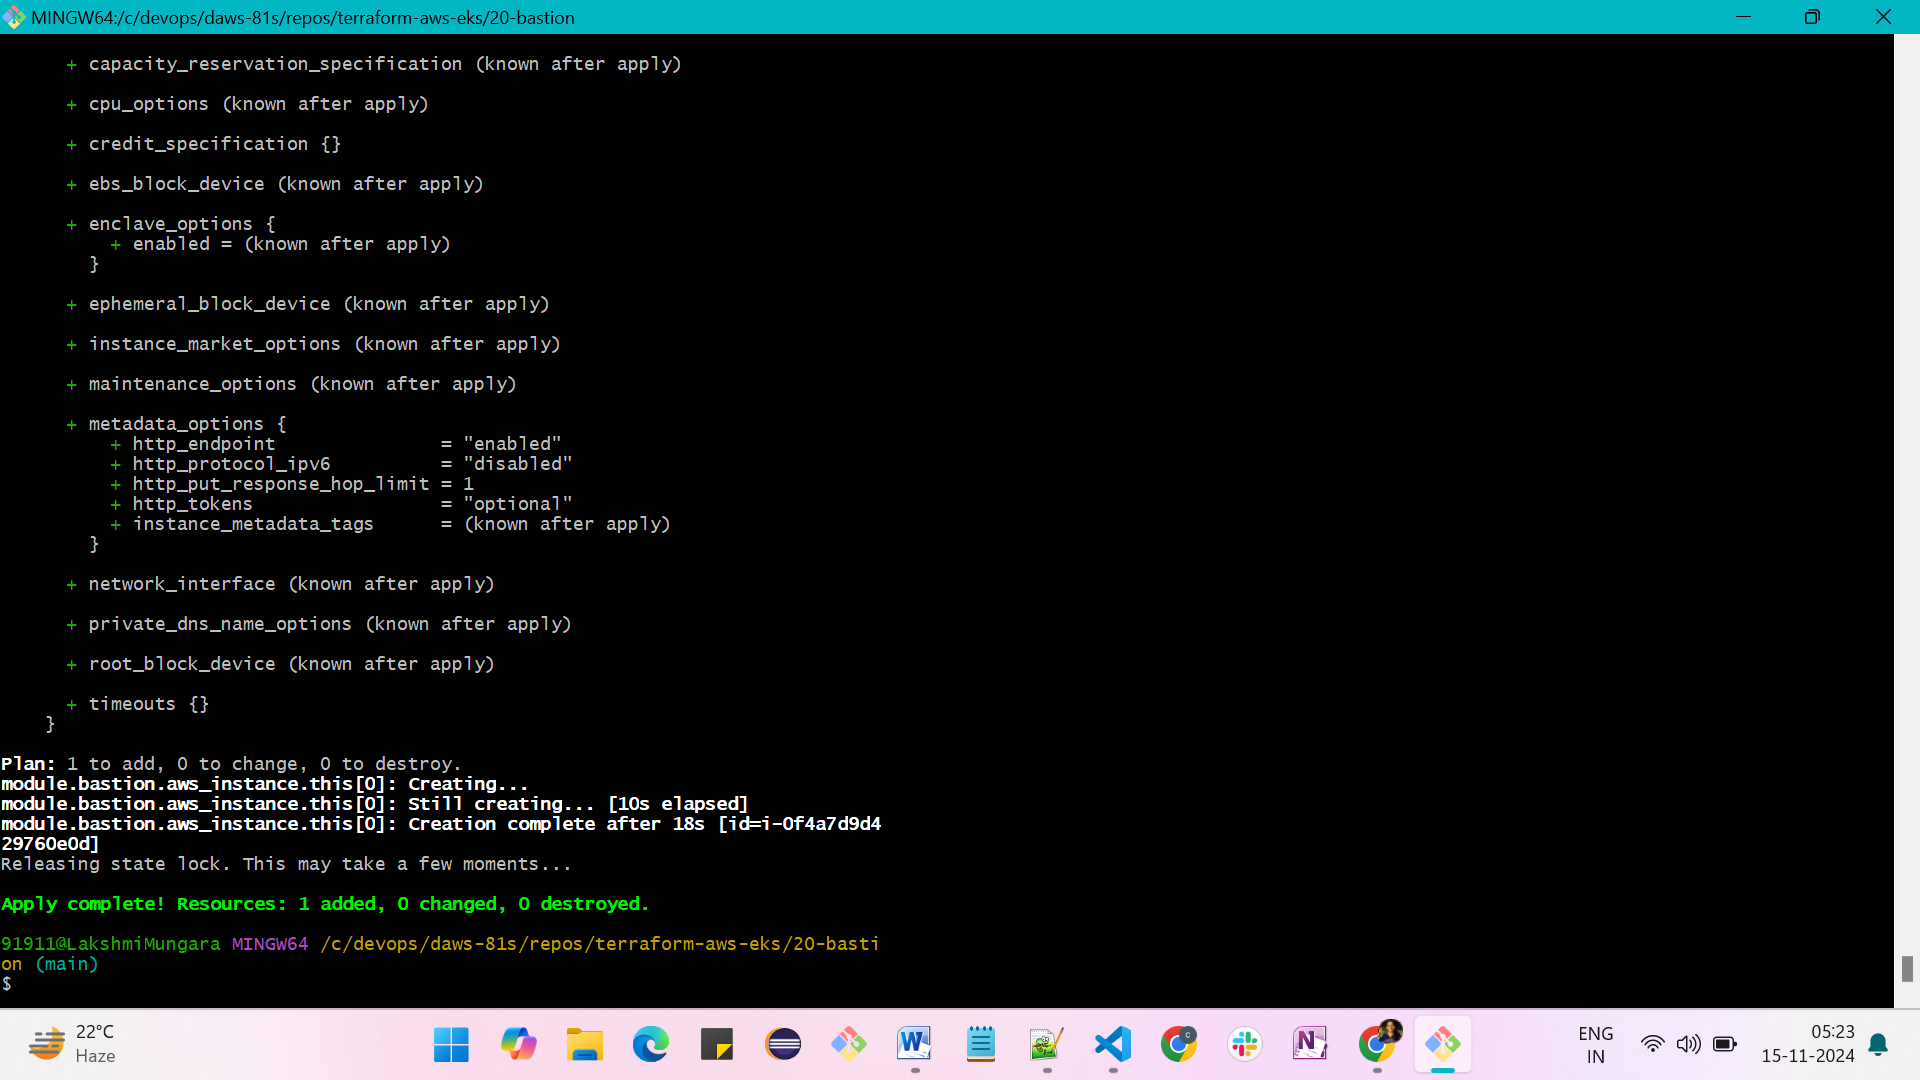 MINGW64:/c/devops/daws-81s/repos/terraform-aws-eks/20-bastion
+ capacity_reservation_specification (known after apply)
+ cpu_options (known after apply)
+ credit_specification {}
+ ebs_block_device (known after apply)
+ enclave_options {
+ enabled = (known after apply)
}
+ ephemeral_block_device (known after apply)
+ instance_market_options (known after apply)
+ maintenance_options (known after apply)
+ metadata_options {
+ http_endpoint = "enabled"
+ http_protocol_ipv6 = "disabled"
+ http_put_response_hop_limit = 1
+ http_tokens = "optional"
+ instance_metadata_tags = (known after apply)
}
+ network_interface (known after apply)
+ private_dns_name_options (known after apply)
+ root_block_device (known after apply)
+ timeouts {}
}
Plan: 1 to add, 0 to change, 0 to destroy.
module.bastion.aws_instance.this[0]: Creating...
module.bastion.aws_instance.this[0]: Still creating... [10s elapsed]
module.bastion.aws_instance.this[0]: Creation complete after 18s [id=i-0f4a7d9d4
29760e0d]
Releasing state lock. This may take a few moments...
Apply complete! Resources: 1 added, 0 changed, 0 destroyed.
91911@LakshmiMungara MINGW64 /c/devops/daws-81s/repos/terraform-aws-eks/20-basti
on (main)
$
22°C
Haze
ENG
IN
05:23
15-11-2024